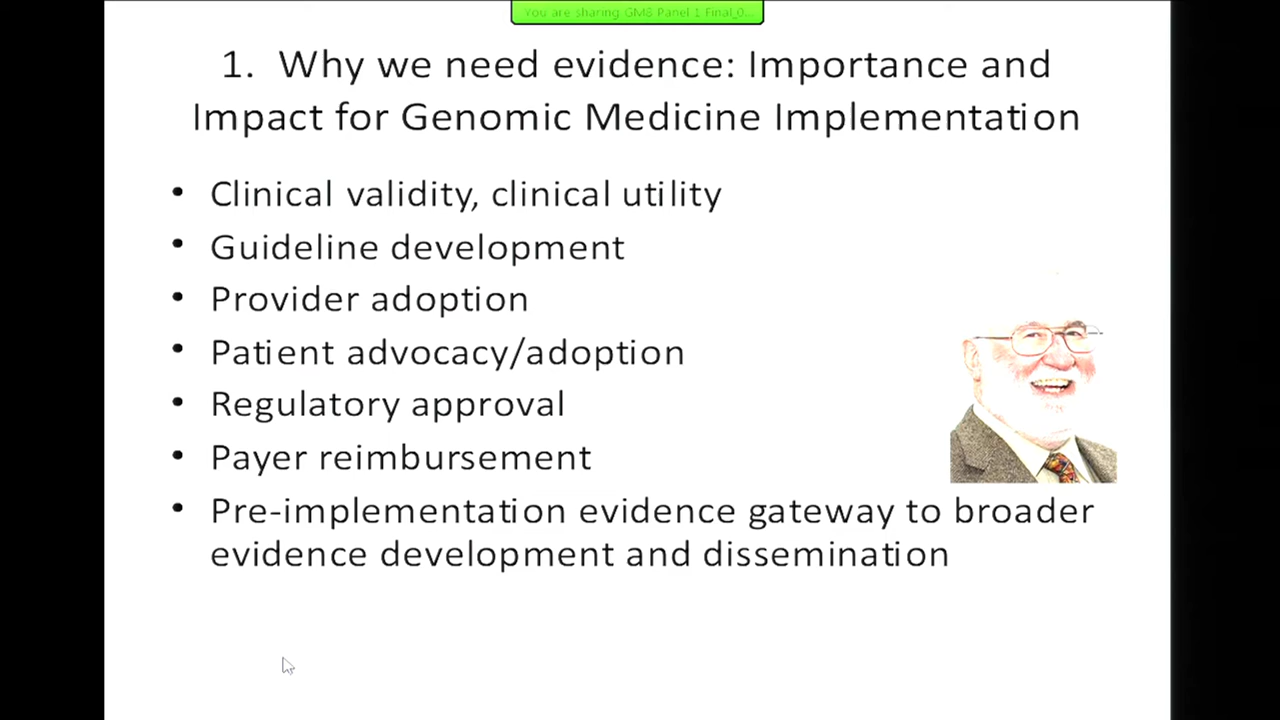 You are sharing GM8 Panel 1 Final_0...
1. Why we need evidence: Importance and
Impact for Genomic Medicine Implementation
• Clinical validity, clinical utility
• Guideline development
• Provider adoption
• Patient advocacy/adoption
• Regulatory approval
• Payer reimbursement
• Pre-implementation evidence gateway to broader
evidence development and dissemination